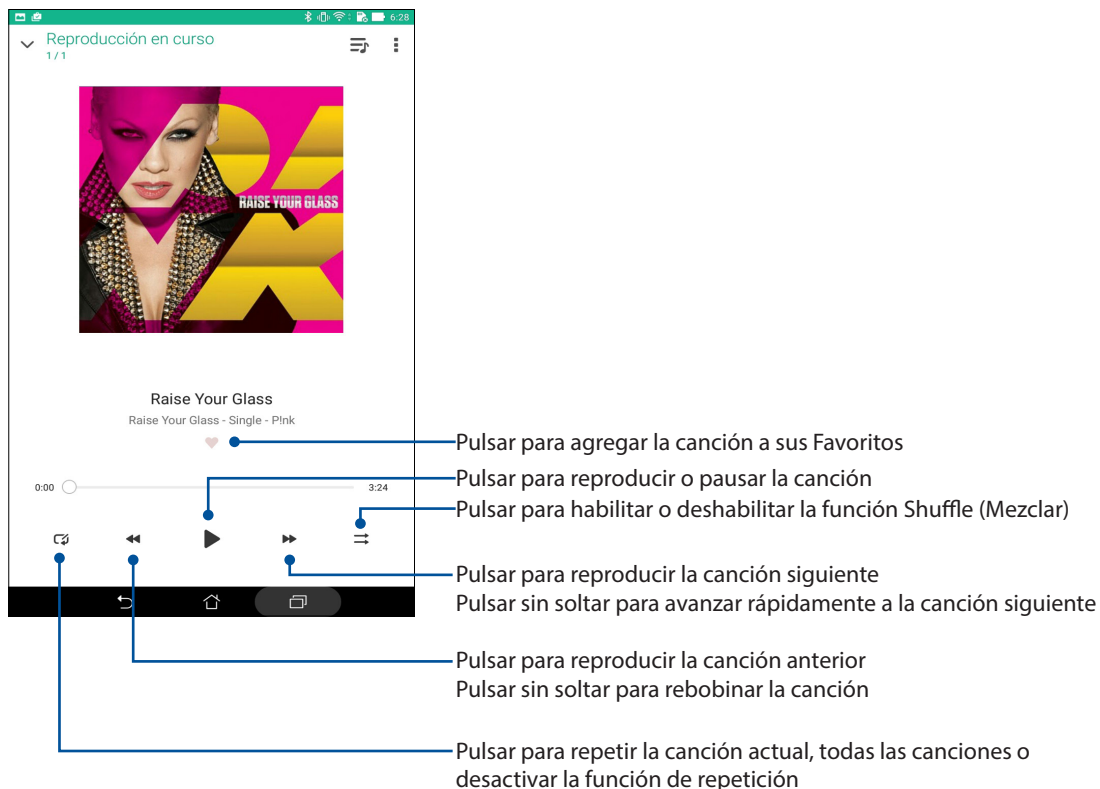 6:28
Reproducción en curso
1 / 1
RAISE YOUR GLASS
Raise Your Glass
Raise Your Glass - Single - P!nk
Pulsar para agregar la canción a sus Favoritos
Pulsar para reproducir o pausar la canción
0:00
3:24
Pulsar para habilitar o deshabilitar la función Shuffle (Mezclar)
Pulsar para reproducir la canción siguiente
Pulsar sin soltar para avanzar rápidamente a la canción siguiente
Pulsar para reproducir la canción anterior
Pulsar sin soltar para rebobinar la canción
Pulsar para repetir la canción actual, todas las canciones o
desactivar la función de repetición